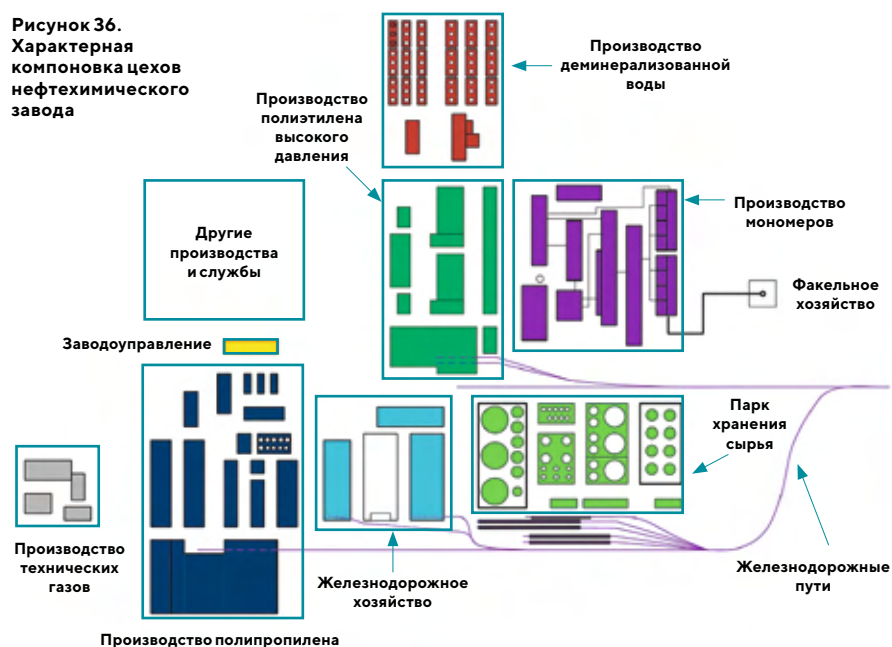 Рисунок 36.
Характерная
компоновка цехов
нефтехимического
завода
Производство
деминерализованной
воды
Производство
полиэтилена
высокого
давления
Производство
мономеров
Другие
производства
и службы
Факельное
хозяйство
Заводоуправление
Парк
хранения
сырья
Производство
технических
газов
Железнодорожное
хозяйство
Железнодорожные
пути
Производство полипропилена